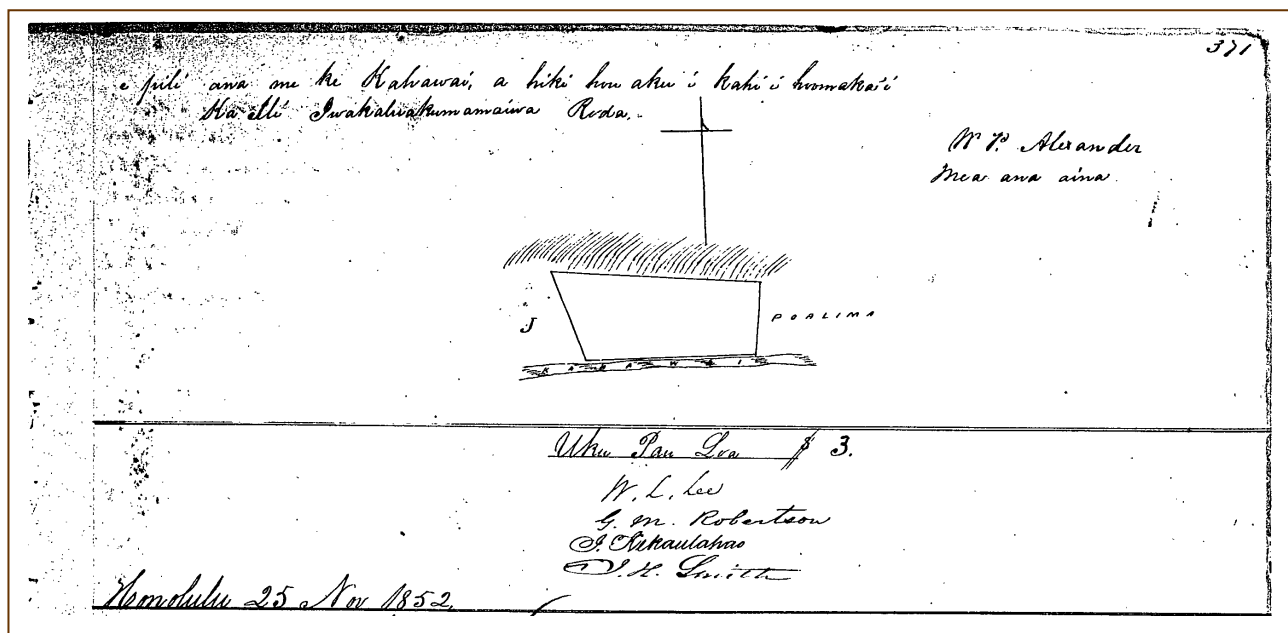 371
e pili ana me ke Kahawai, a hiki hou aku i kahi i hoomaka'i
Ka Ili Iwakaluakumamaiwa Roda.
W. P. Alexander
Mea ana aina.
J
POALIMA
KAHAWAI
Uku Pau Loa $ 3.
W. L. Lee
G. M. Robertson
J. Kekaulahao
J. H. Smith
Honolulu 25 Nov 1852.